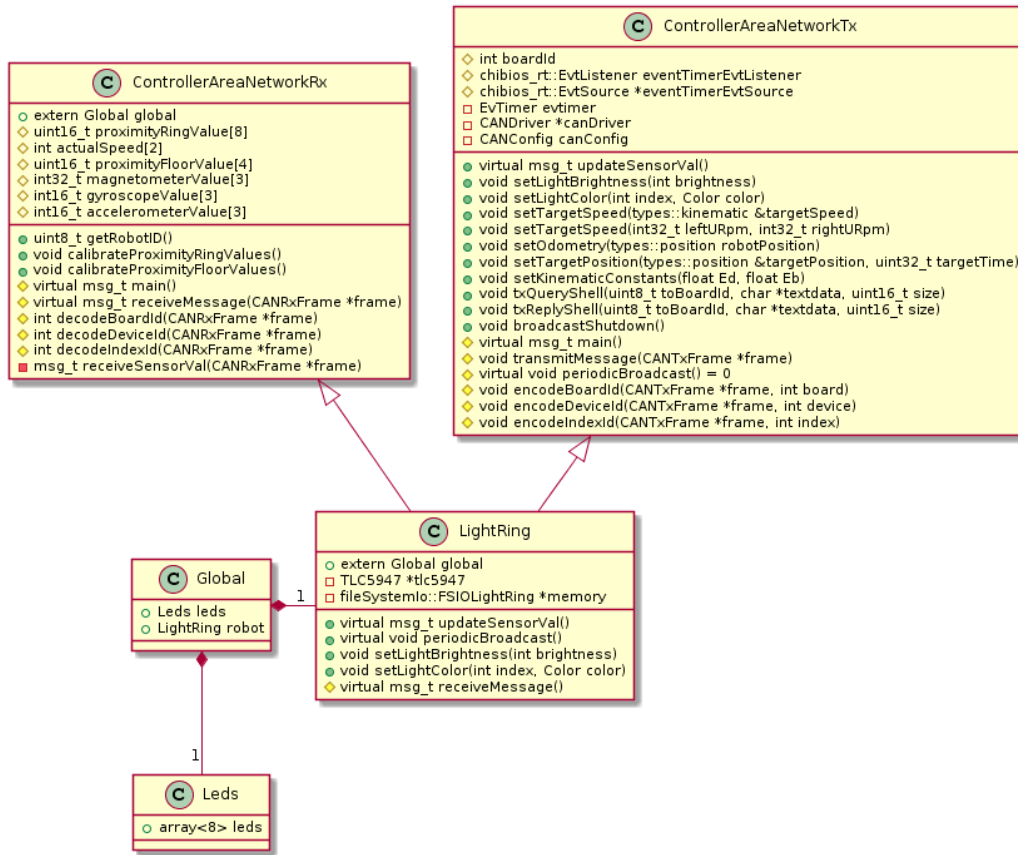 C ControllerAreaNetworkRx
extern Global global
uint16_t proximityRingValue[8]
int actualSpeed[2]
uint16_t proximityFloorValue[4]
int32_t magnetometerValue[3]
int16_t gyroscopeValue[3]
int16_t accelerometerValue[3]
uint8_t getRobotID()
void calibrateProximityRingValues()
void calibrateProximityFloorValues()
virtual msg_t main()
virtual msg_t receiveMessage(CANRxFrame *frame)
int decodeBoardId(CANRxFrame *frame)
int decodeDeviceId(CANRxFrame *frame)
int decodeIndexId(CANRxFrame *frame)
msg_t receiveSensorVal(CANRxFrame *frame)
C ControllerAreaNetworkTx
int boardId
chibios_rt::EvtListener eventTimerEvtListener
chibios_rt::EvtSource *eventTimerEvtSource
EvTimer evtimer
CANDriver *canDriver
CANConfig canConfig
virtual msg_t updateSensorVal()
void setLightBrightness(int brightness)
void setLightColor(int index, Color color)
void setTargetSpeed(types::kinematic &targetSpeed)
void setTargetSpeed(int32_t leftURpm, int32_t rightURpm)
void setOdometry(types::position robotPosition)
void setTargetPosition(types::position &targetPosition, uint32_t targetTime)
void setKinematicConstants(float Ed, float Eb)
void txQueryShell(uint8_t toBoardId, char *textdata, uint16_t size)
void txReplyShell(uint8_t toBoardId, char *textdata, uint16_t size)
void broadcastShutdown()
virtual msg_t main()
void transmitMessage(CANTxFrame *frame)
virtual void periodicBroadcast() = 0
void encodeBoardId(CANTxFrame *frame, int board)
void encodeDeviceId(CANTxFrame *frame, int device)
void encodeIndexId(CANTxFrame *frame, int index)
C LightRing
extern Global global
TLC5947 *tlc5947
fileSystemIo::FSIOLightRing *memory
virtual msg_t updateSensorVal()
virtual void periodicBroadcast()
void setLightBrightness(int brightness)
void setLightColor(int index, Color color)
virtual msg_t receiveMessage()
C Global
Leds leds
LightRing robot
1
1
C Leds
array<8> leds